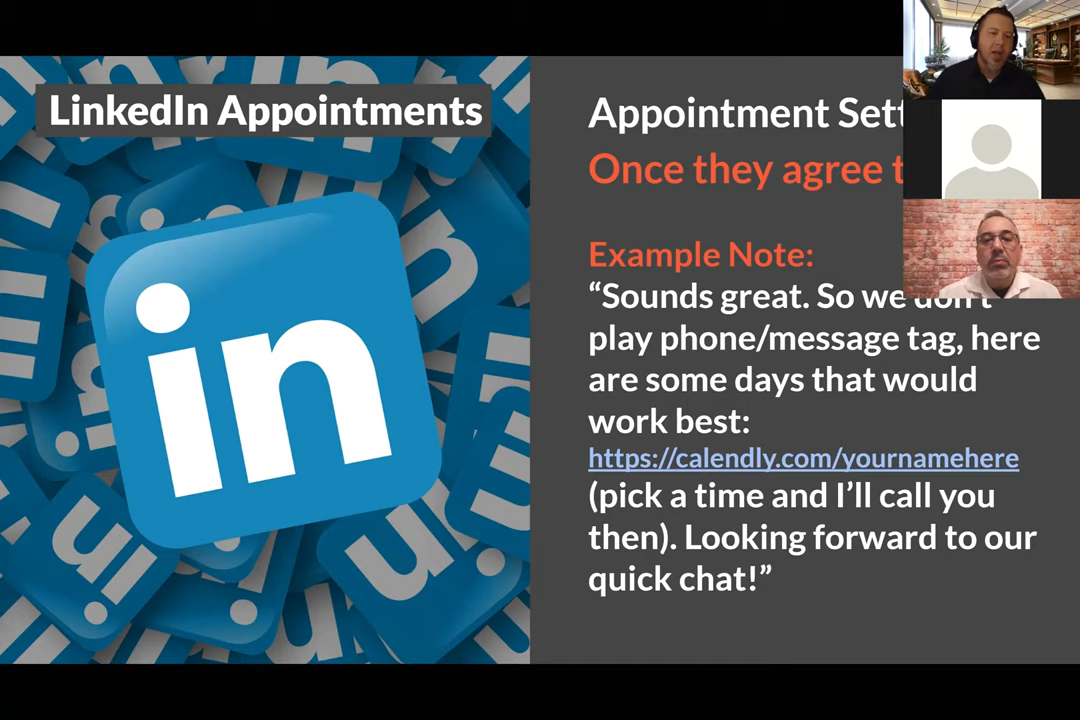 LinkedIn Appointments
in
Appointment
Once they agree
Example Note:
“Sounds great. So we don't
play phone/message tag, here
are some days that would
work best:
https://calendly.com/yournamehere
(pick a time and I’ll call you
then). Looking forward to our
quick chat!”